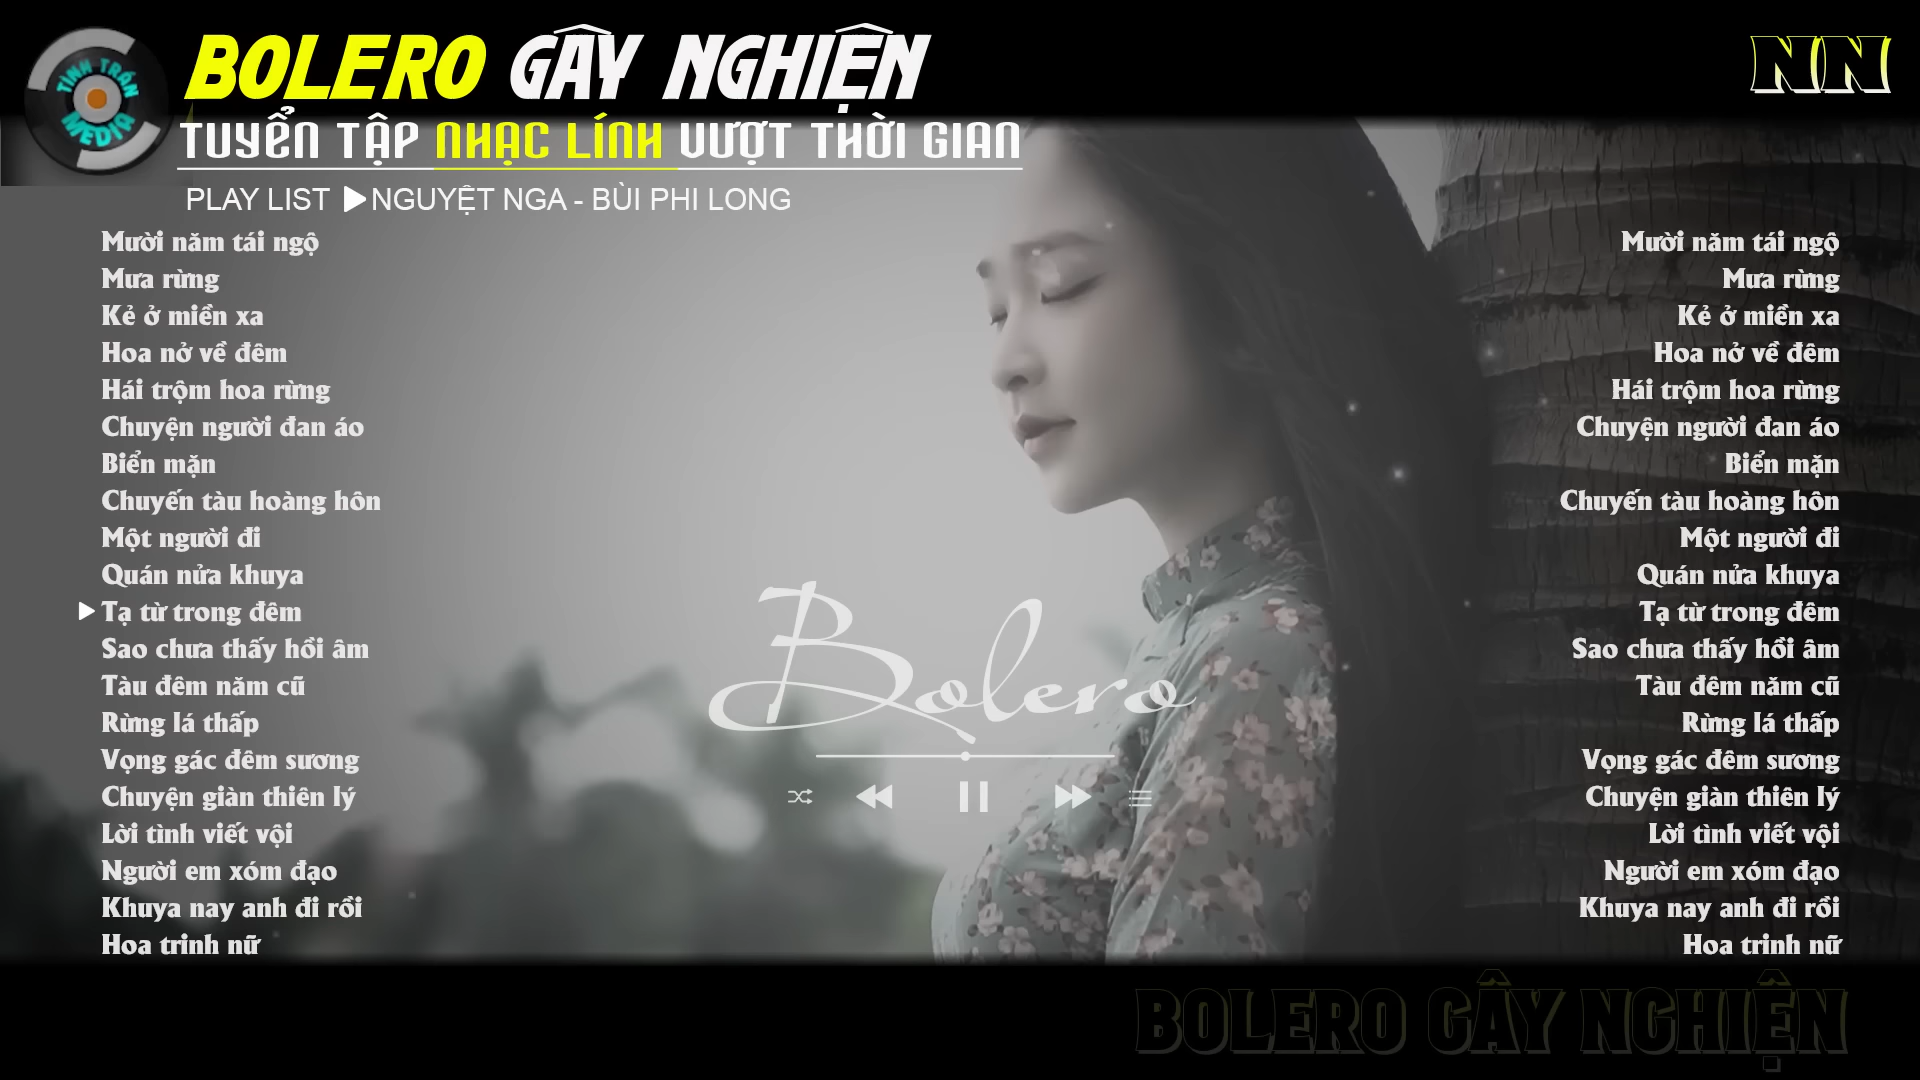 TÌNH TRẦN
MEDIA
BOLERO GÂY NGHIỆN
NN
TUYỂN TẬP NHẠC LÍNH VƯỢT THỜI GIAN
PLAY LIST ▶NGUYỆT NGA - BÙI PHI LONG
Mười năm tái ngộ
Mưa rừng
Kẻ ở miền xa
Hoa nở về đêm
Hái trộm hoa rừng
Chuyện người đan áo
Biển mặn
Chuyến tàu hoàng hôn
Một người đi
Quán nửa khuya
Tạ từ trong đêm
Sao chưa thấy hồi âm
Tàu đêm năm cũ
Rừng lá thấp
Vọng gác đêm sương
Chuyện giàn thiên lý
Lời tình viết vội
Người em xóm đạo
Khuya nay anh đi rồi
Hoa trinh nữ
Bolero
Mười năm tái ngộ
Mưa rừng
Kẻ ở miền xa
Hoa nở về đêm
Hái trộm hoa rừng
Chuyện người đan áo
Biển mặn
Chuyến tàu hoàng hôn
Một người đi
Quán nửa khuya
Tạ từ trong đêm
Sao chưa thấy hồi âm
Tàu đêm năm cũ
Rừng lá thấp
Vọng gác đêm sương
Chuyện giàn thiên lý
Lời tình viết vội
Người em xóm đạo
Khuya nay anh đi rồi
Hoa trinh nữ
BOLERO GÂY NGHIỆN